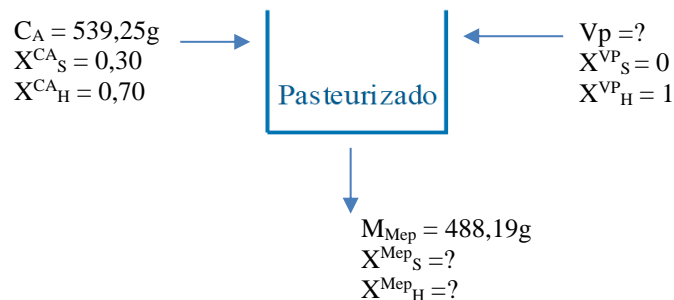 C_A = 539,25g
X^CA_S = 0,30
X^CA_H = 0,70
Pasteurizado
Vp =?
X^VP_S = 0
X^VP_H = 1
M_Mep = 488,19g
X^Mep_S =?
X^Mep_H =?